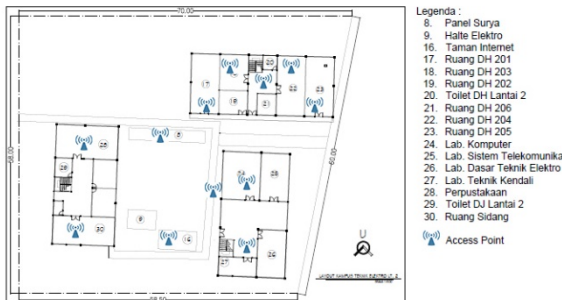 70.00
68.00
60.00
58.50
17
18
20
21
22
23
28
8
29
24
25
9
30
16
27
26
U
Legenda :
8. Panel Surya
9. Halte Elektro
16. Taman Internet
17. Ruang DH 201
18. Ruang DH 203
19. Ruang DH 202
20. Toilet DH Lantai 2
21. Ruang DH 206
22. Ruang DH 204
23. Ruang DH 205
24. Lab. Komputer
25. Lab. Sistem Telekomunika
26. Lab. Dasar Teknik Elektro
27. Lab. Teknik Kendali
28. Perpustakaan
29. Toilet DJ Lantai 2
30. Ruang Sidang
Access Point